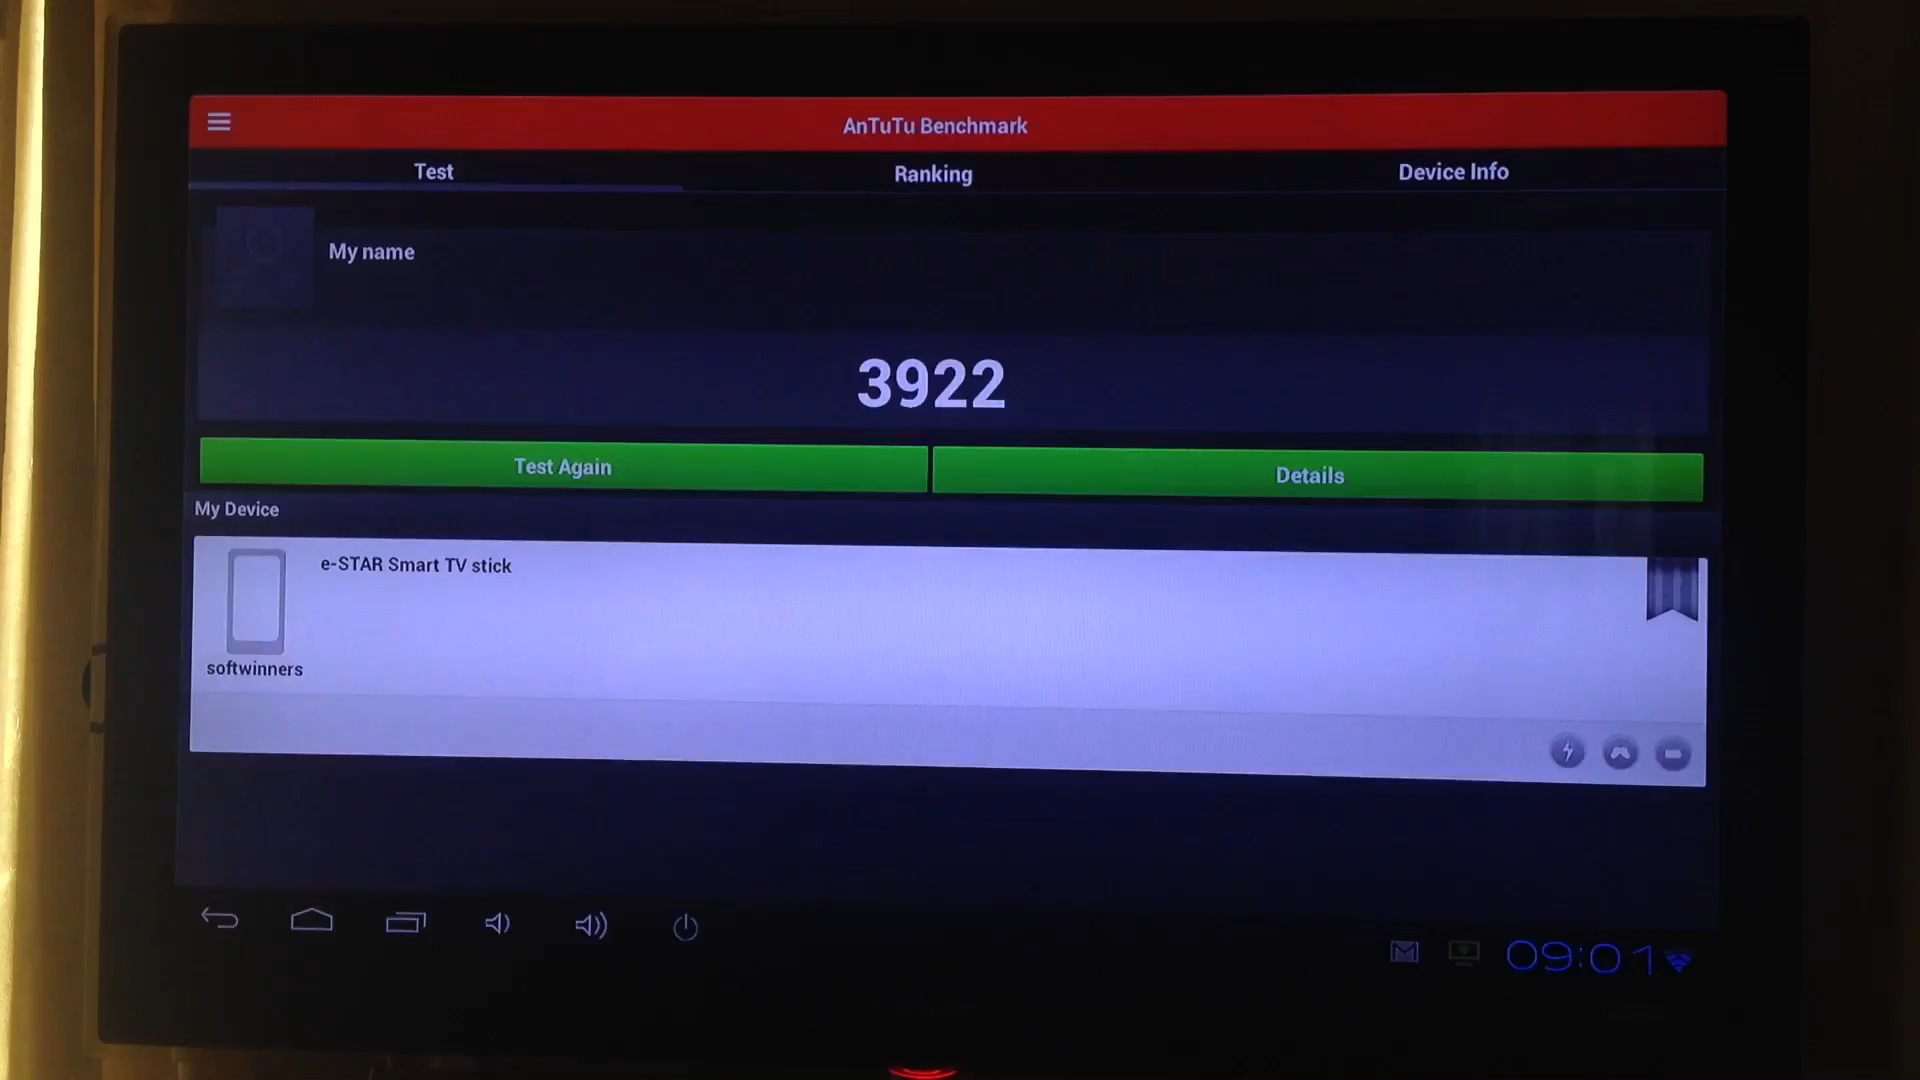 AnTuTu Benchmark
Test
Ranking
Device Info
My name
3922
Test Again
Details
My Device
e-STAR Smart TV stick
softwinners
09:01